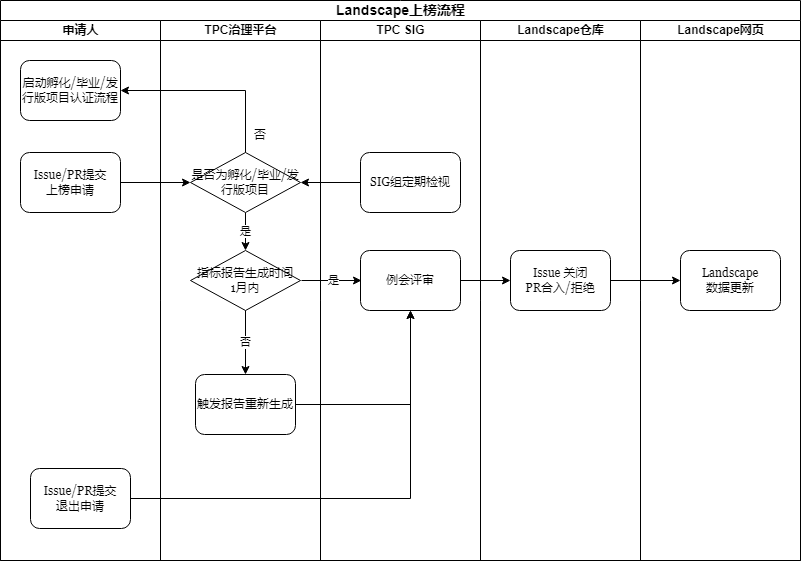 Landscape上榜流程
申请人
TPC治理平台
TPC SIG
Landscape仓库
Landscape网页
启动孵化/毕业/发
行版项目认证流程
否
Issue/PR提交
上榜申请
是否为孵化/毕业/发
行版项目
SIG组定期检视
是
指标报告生成时间
1月内
是
例会评审
Issue 关闭
PR合入/拒绝
Landscape
数据更新
否
触发报告重新生成
Issue/PR提交
退出申请